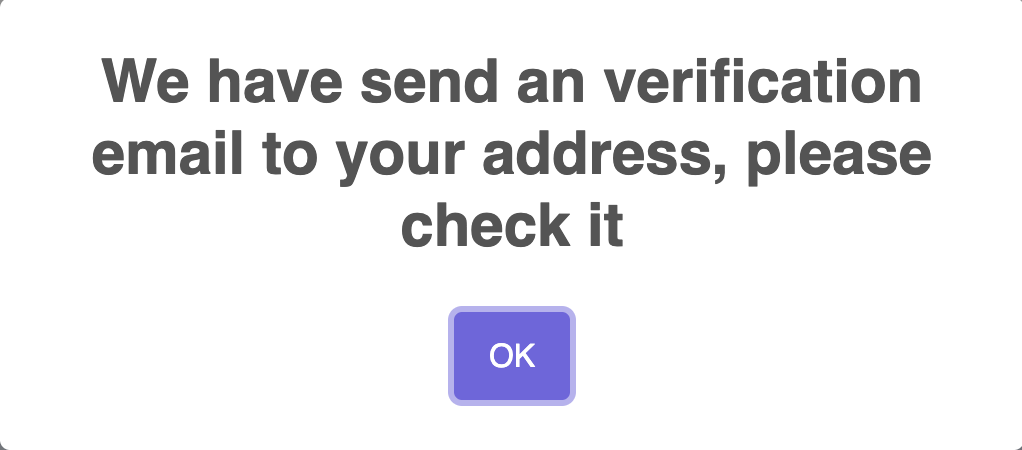 We have send an verification
email to your address, please
check it
OK